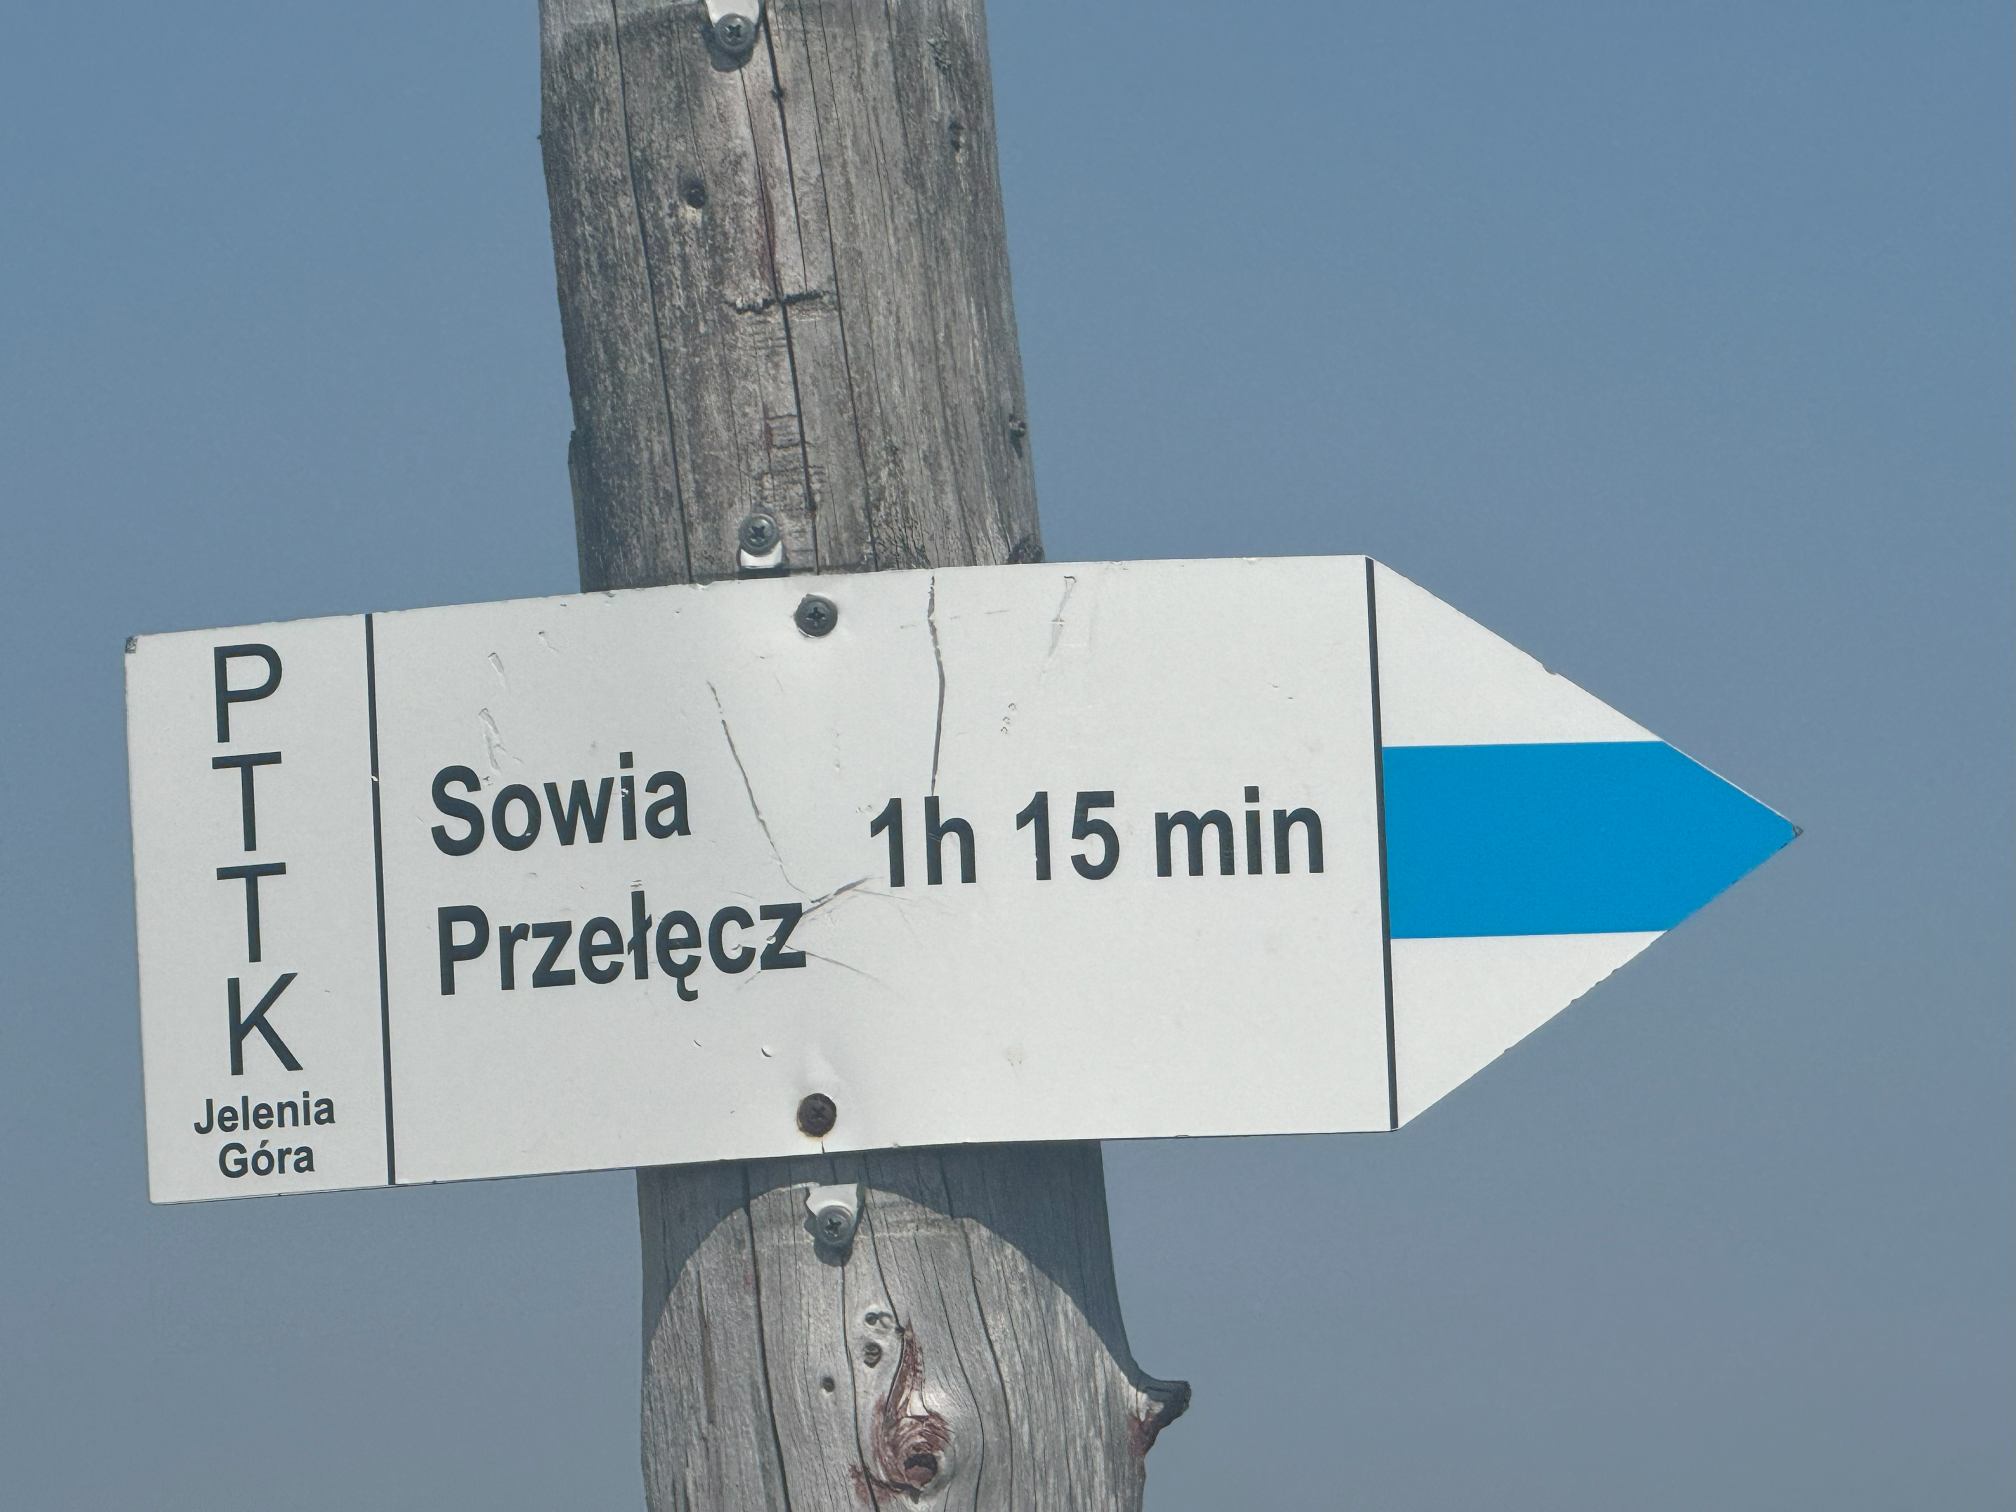 P
T
T
K
Jelenia
Góra
Sowia
Przełęcz
1h 15 min